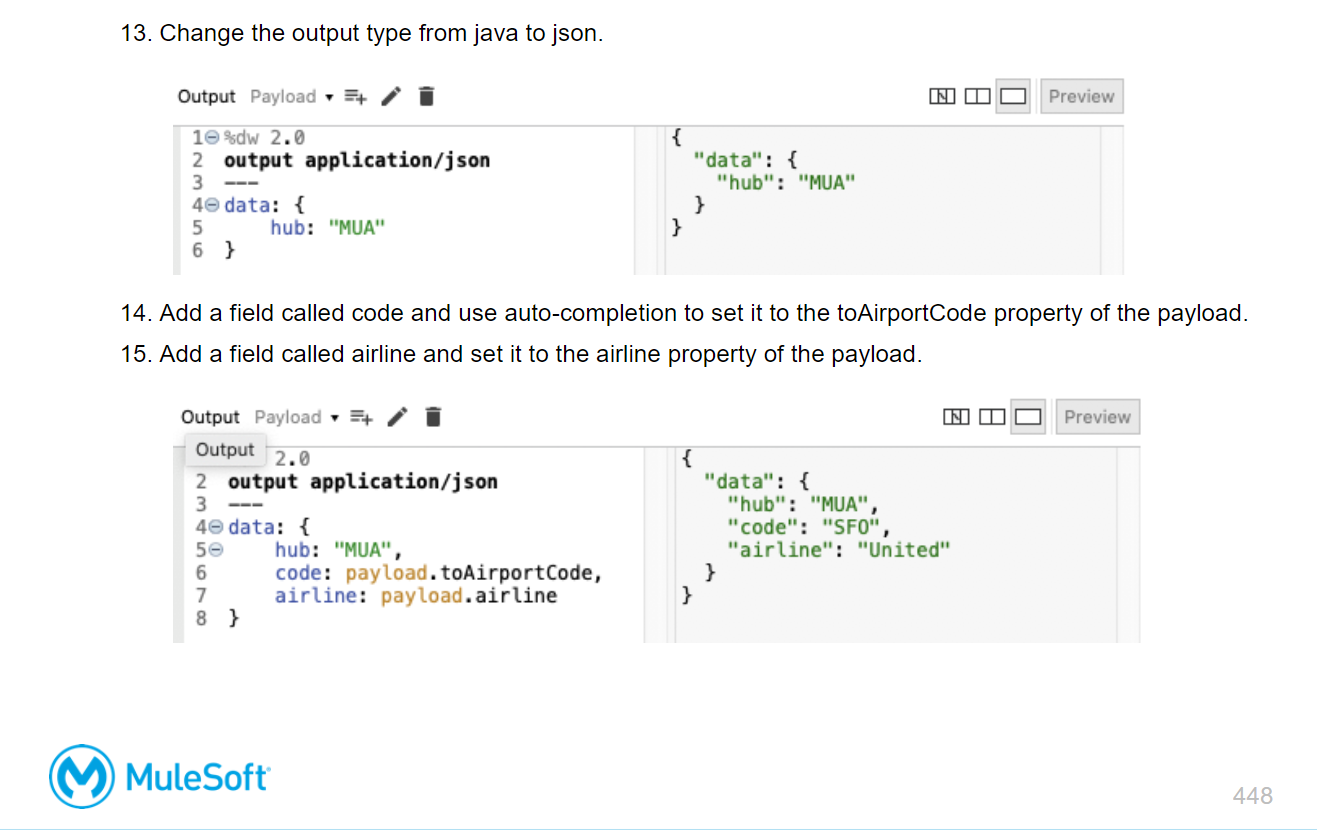 13. Change the output type from java to json.
Output Payload Preview
1 %dw 2.0
2 output application/json
3 ---
4 data: {
5 hub: "MUA"
6 }
{
"data": {
"hub": "MUA"
}
}
14. Add a field called code and use auto-completion to set it to the toAirportCode property of the payload.
15. Add a field called airline and set it to the airline property of the payload.
Output Payload Preview
Output 2.0
2 output application/json
3 ---
4 data: {
5 hub: "MUA",
6 code: payload.toAirportCode,
7 airline: payload.airline
8 }
{
"data": {
"hub": "MUA",
"code": "SFO",
"airline": "United"
}
}
MuleSoft
448